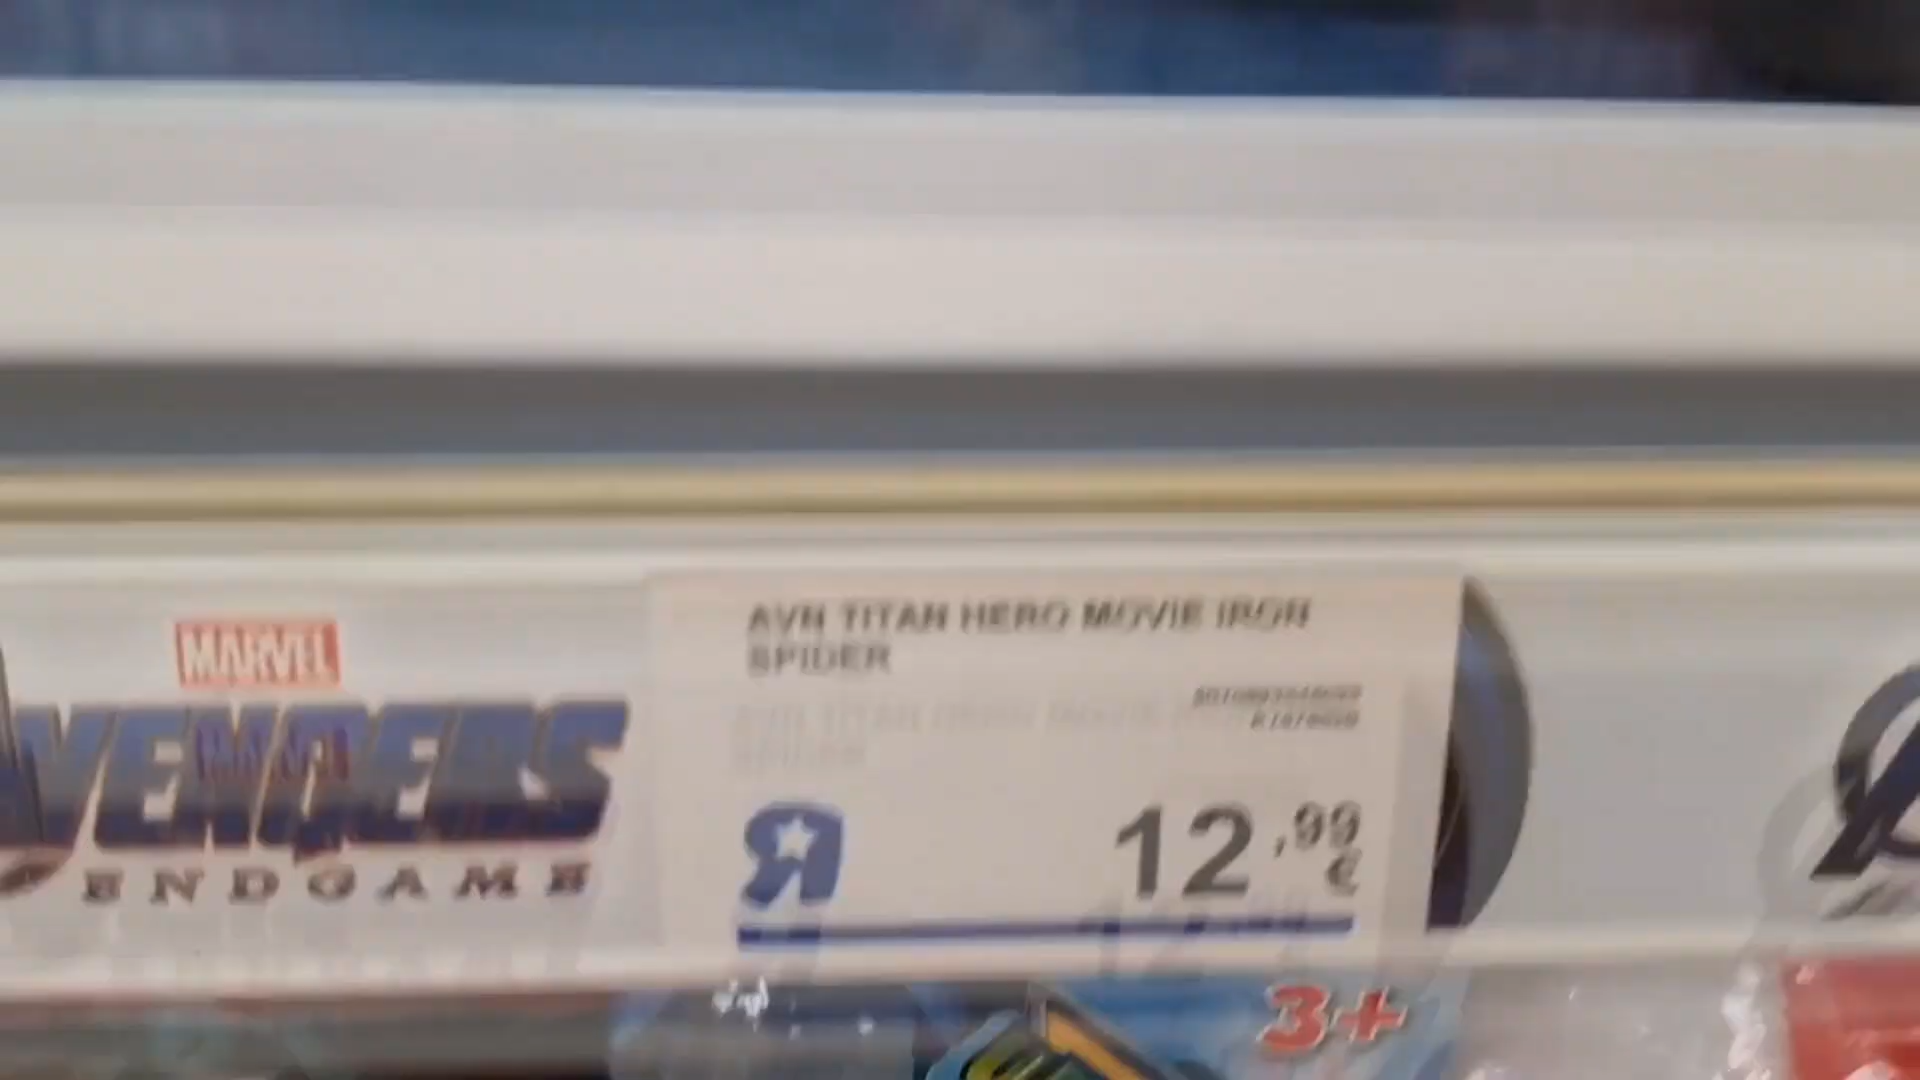 AVN TITAN HERO MOVIE IRON
SPIDER
12,99
€
MARVEL
AVENGERS
ENDGAME
3+